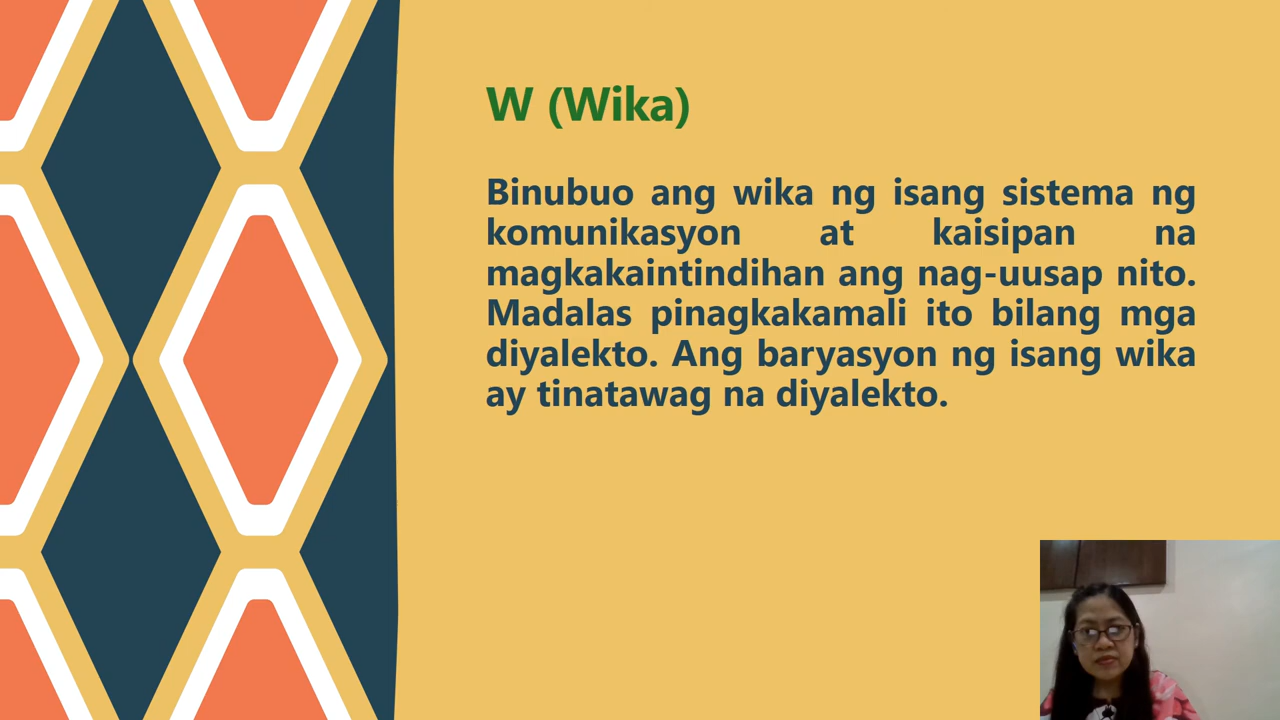 W (Wika)
Binubuo ang wika ng isang sistema ng
komunikasyon at kaisipan na
magkakaintindihan ang nag-uusap nito.
Madalas pinagkakamali ito bilang mga
diyalekto. Ang baryasyon ng isang wika
ay tinatawag na diyalekto.